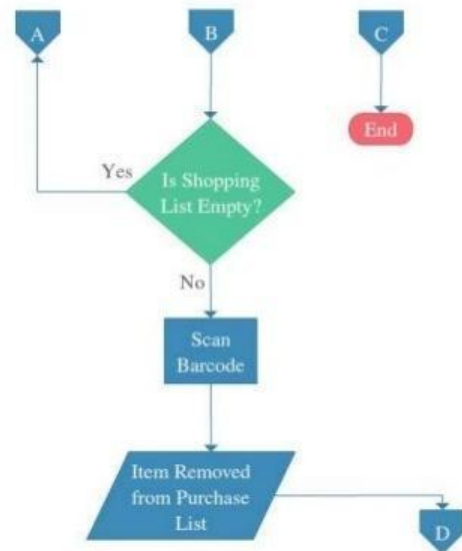 A
B
C
End
Yes
Is Shopping
List Empty?
No
Scan
Barcode
Item Removed
from Purchase
List
D